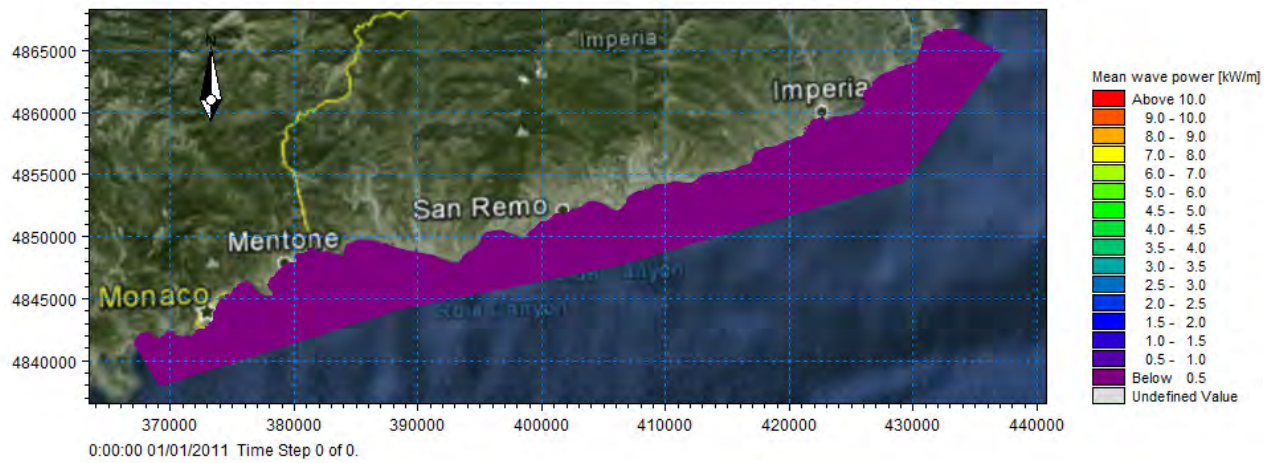 N
Imperia
Imperia
San Remo
Mentone
Monaco
Canyon
Canyon
4865000
4860000
4855000
4850000
4845000
4840000
370000 380000 390000 400000 410000 420000 430000 440000
0:00:00 01/01/2011 Time Step 0 of 0.
Mean wave power [kW/m]
Above 10.0
9.0 - 10.0
8.0 - 9.0
7.0 - 8.0
6.0 - 7.0
5.0 - 6.0
4.5 - 5.0
4.0 - 4.5
3.5 - 4.0
3.0 - 3.5
2.5 - 3.0
2.0 - 2.5
1.5 - 2.0
1.0 - 1.5
0.5 - 1.0
Below 0.5
Undefined Value